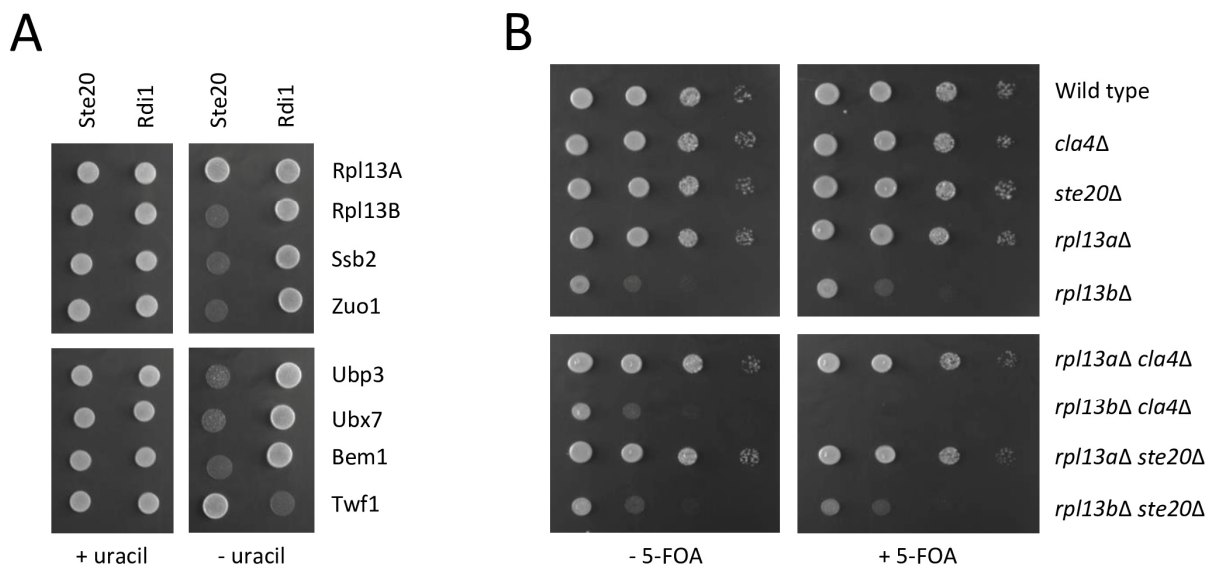 A
Ste20
Rdi1
Ste20
Rdi1
Rpl13A
Rpl13B
Ssb2
Zuo1
Ubp3
Ubx7
Bem1
Twf1
+ uracil
- uracil
B
Wild type
cla4Δ
ste20Δ
rpl13aΔ
rpl13bΔ
rpl13aΔ cla4Δ
rpl13bΔ cla4Δ
rpl13aΔ ste20Δ
rpl13bΔ ste20Δ
- 5-FOA
+ 5-FOA